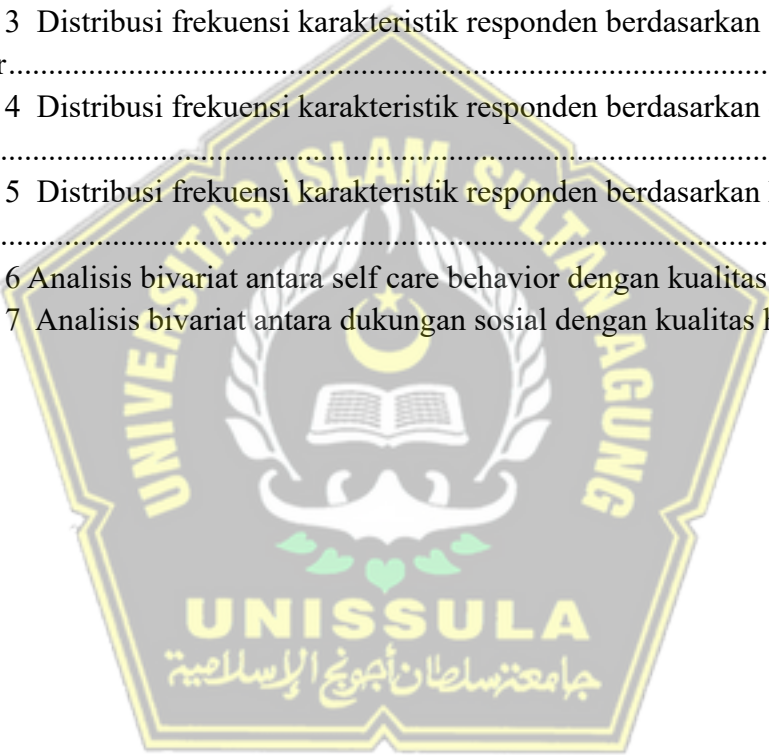 3 Distribusi frekuensi karakteristik responden berdasarkan
r...............................................................................................
4 Distribusi frekuensi karakteristik responden berdasarkan
................................................................................................
5 Distribusi frekuensi karakteristik responden berdasarkan
................................................................................................
6 Analisis bivariat antara self care behavior dengan kualitas
7 Analisis bivariat antara dukungan sosial dengan kualitas h
UNIVERSITAS ISLAM SULTAN AGUNG
UNISSULA
جامعتنسلطان أجونج الإسلامية